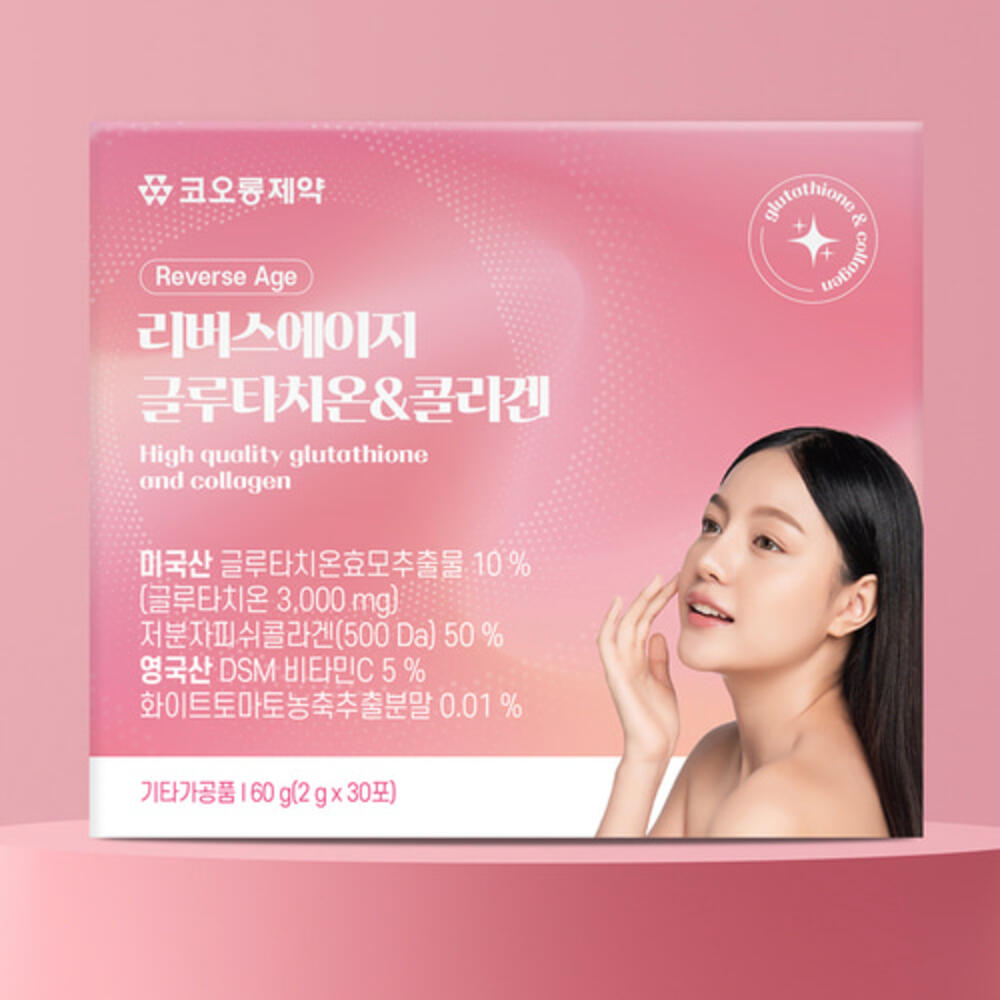 코오롱제약
glutathione & collagen
Reverse Age
리버스에이지
글루타치온&콜라겐
High quality glutathione
and collagen
미국산 글루타치온효모추출물 10 %
(글루타치온 3,000 mg)
저분자피쉬콜라겐(500 Da) 50 %
영국산 DSM 비타민C 5 %
화이트토마토농축추출분말 0.01 %
기타가공품 I 60 g(2 g x 30포)